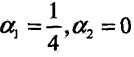 α₁ = 1/4, α₂ = 0